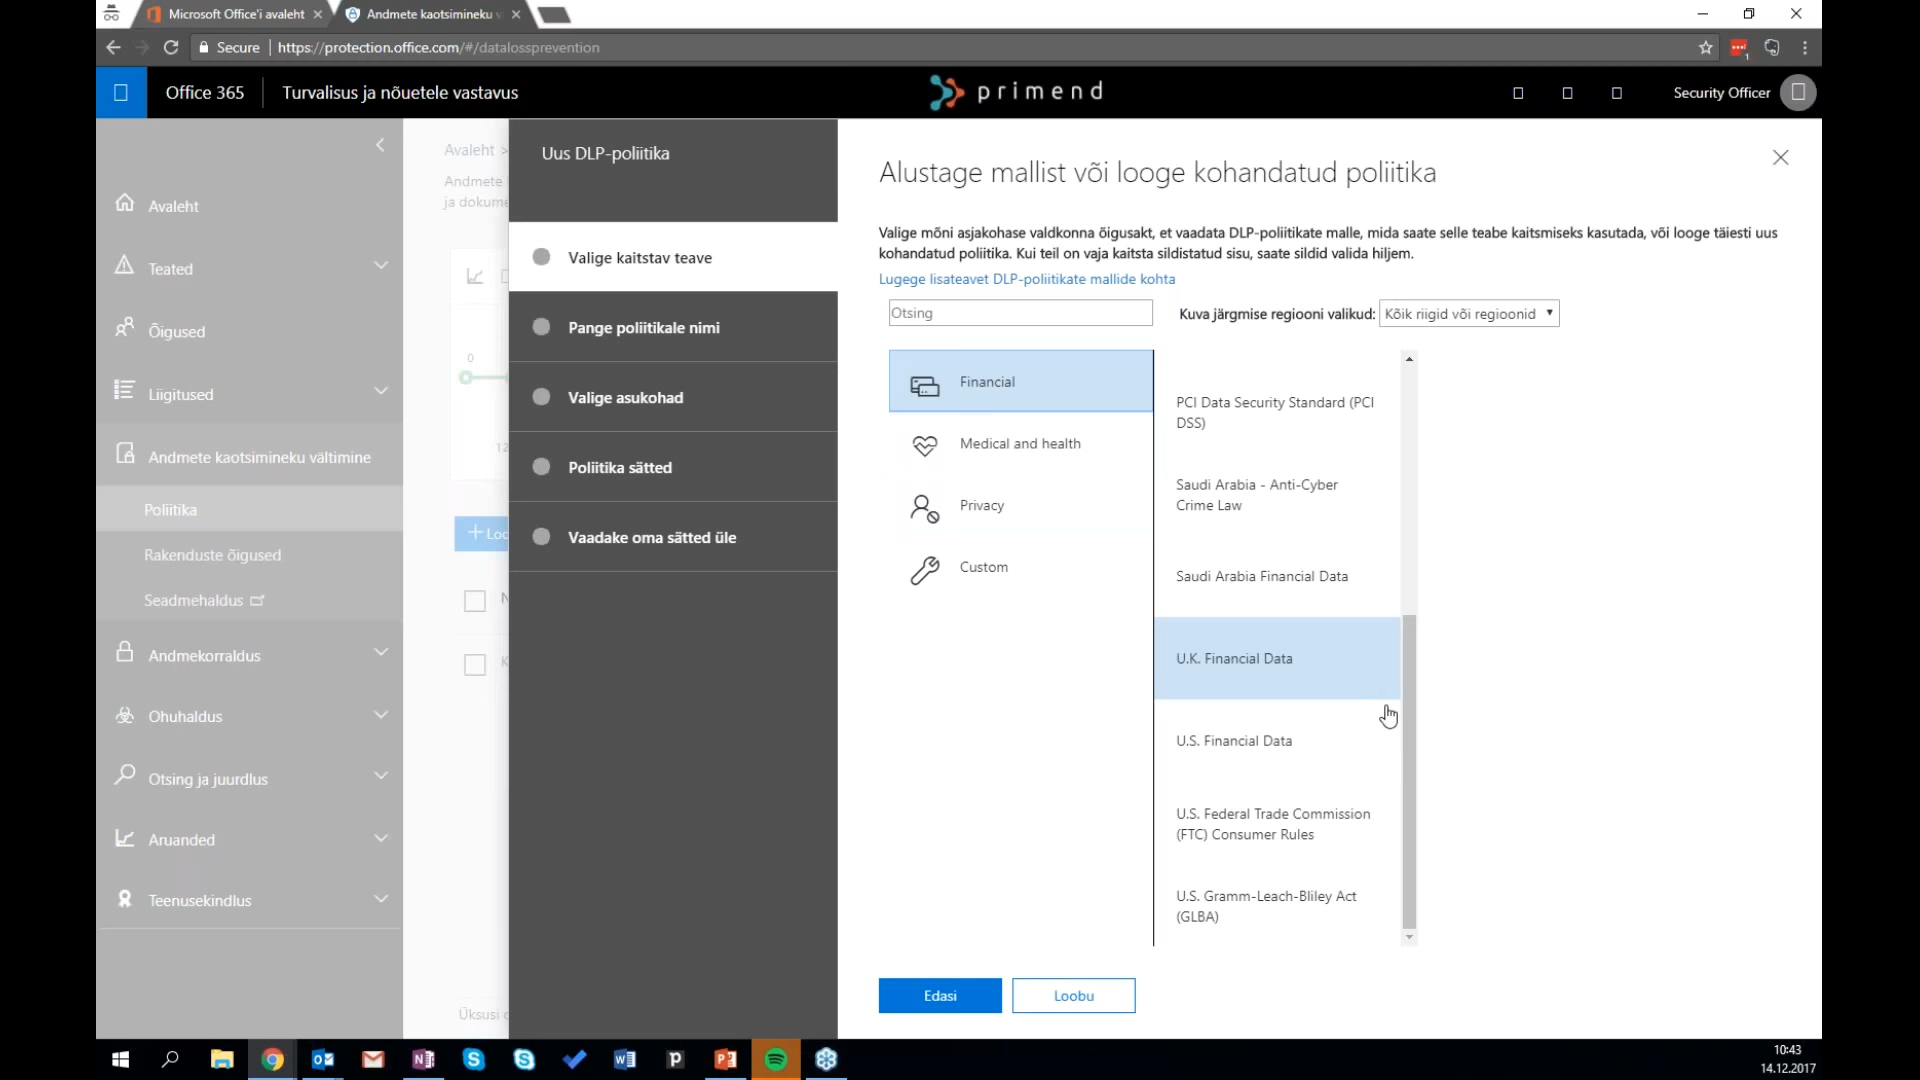 Microsoft Office'i avaleht
Andmete kaotsimineku v
Secure
https://protection.office.com/#/datalossprevention
Office 365
Turvalisus ja nõuetele vastavus
primend
Security Officer
Avaleht
Teated
Õigused
Liigitused
Andmete kaotsimineku vältimine
Poliitika
Rakenduste õigused
Seadmehaldus
Andmekorraldus
Ohuhaldus
Otsing ja juurdlus
Aruanded
Teenusekindlus
Avaleht >
Andmete
ja dokume
0
12
+ Loo
N
K
Üksusi
Uus DLP-poliitika
Valige kaitstav teave
Pange poliitikale nimi
Valige asukohad
Poliitika sätted
Vaadake oma sätted üle
Alustage mallist või looge kohandatud poliitika
Valige mõni asjakohase valdkonna õigusakt, et vaadata DLP-poliitikate malle, mida saate selle teabe kaitsmiseks kasutada, või looge täiesti uus
kohandatud poliitika. Kui teil on vaja kaitsta sildistatud sisu, saate sildid valida hiljem.
Lugege lisateavet DLP-poliitikate mallide kohta
Otsing
Kuva järgmise regiooni valikud:
Kõik riigid või regioonid
Financial
Medical and health
Privacy
Custom
PCI Data Security Standard (PCI
DSS)
Saudi Arabia - Anti-Cyber
Crime Law
Saudi Arabia Financial Data
U.K. Financial Data
U.S. Financial Data
U.S. Federal Trade Commission
(FTC) Consumer Rules
U.S. Gramm-Leach-Bliley Act
(GLBA)
Edasi
Loobu
10:43
14.12.2017